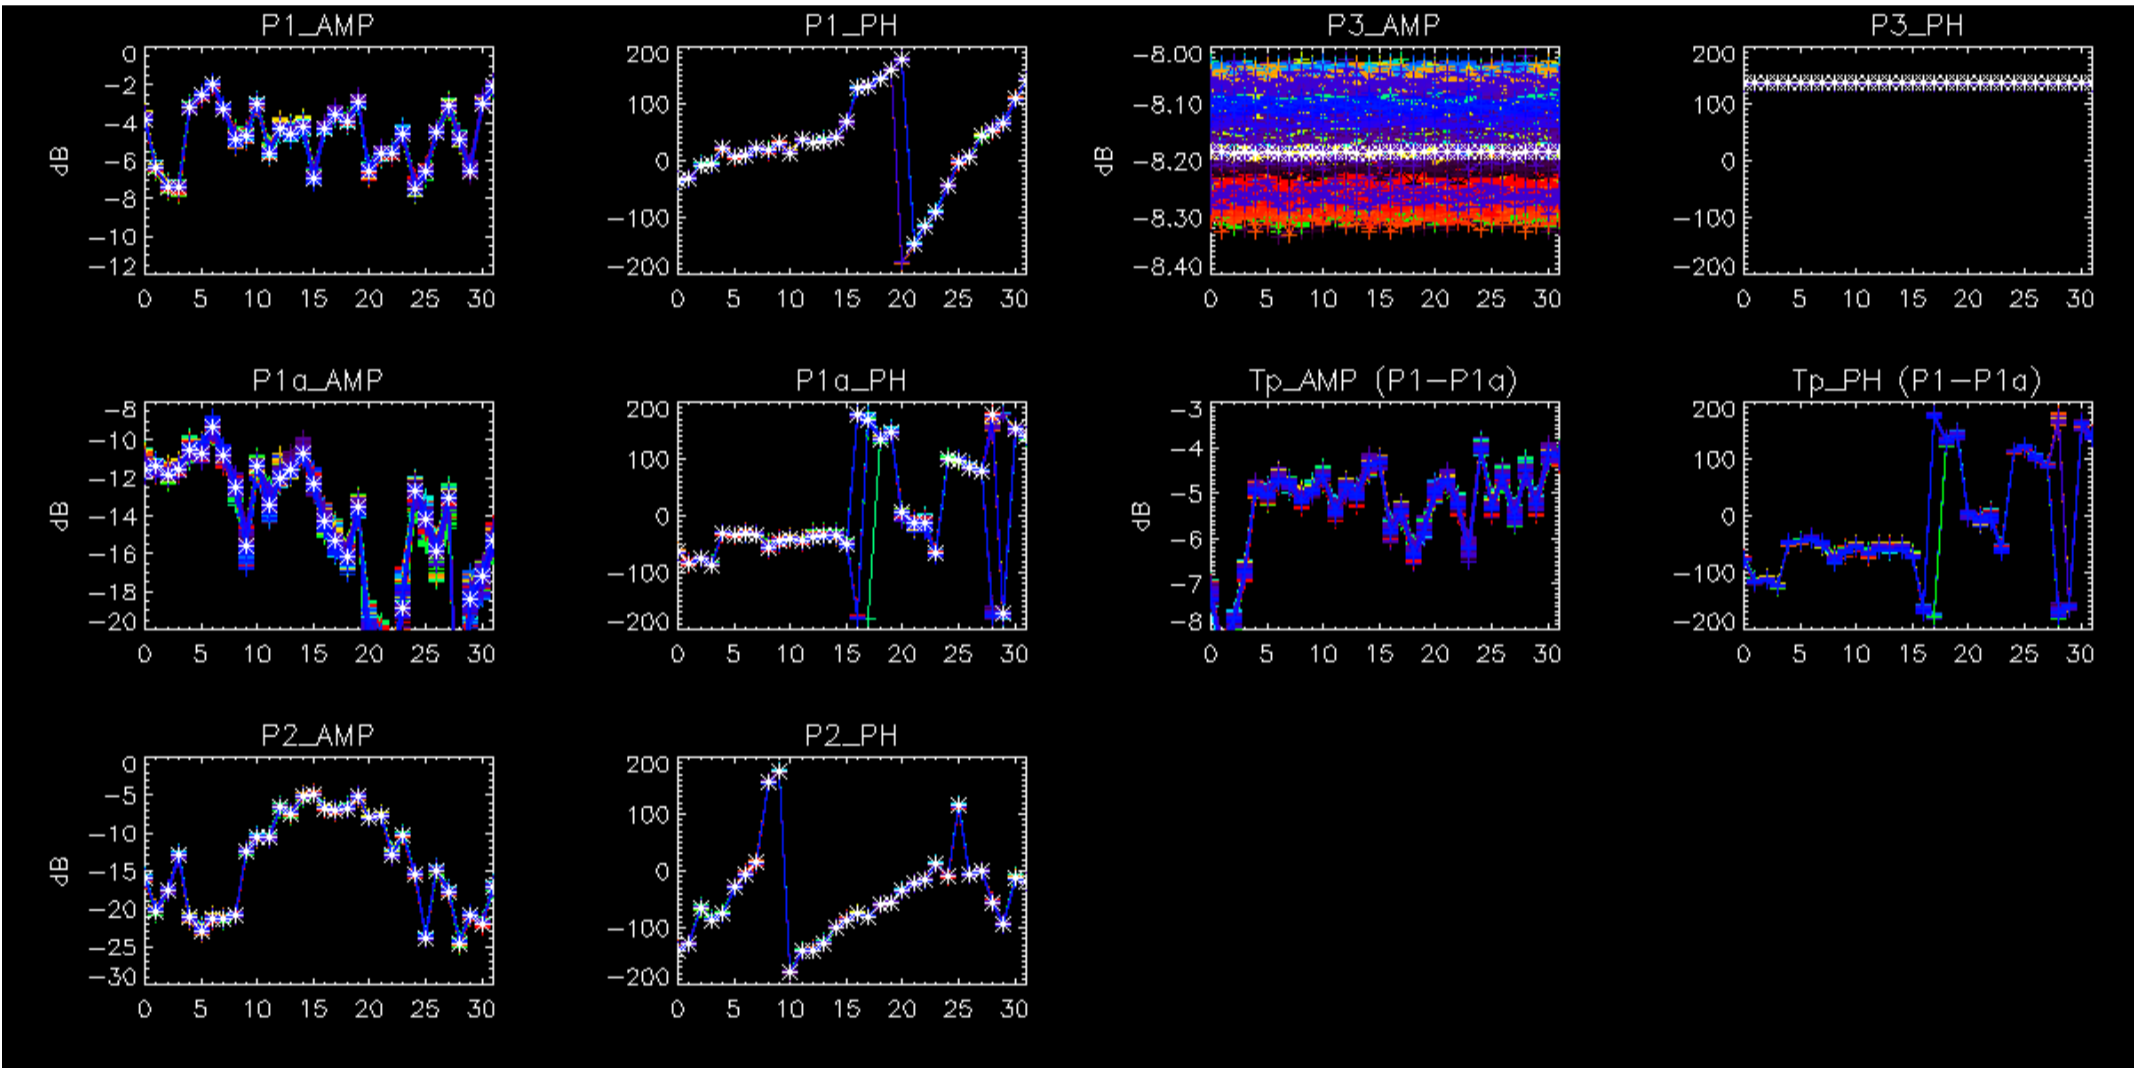 P1_AMP
dB
0
-2
-4
-6
-8
-10
-12
0 5 10 15 20 25 30
P1_PH
200
100
0
-100
-200
0 5 10 15 20 25 30
P3_AMP
dB
-8.00
-8.10
-8.20
-8.30
-8.40
0 5 10 15 20 25 30
P3_PH
200
100
0
-100
-200
0 5 10 15 20 25 30
P1a_AMP
dB
-8
-10
-12
-14
-16
-18
-20
0 5 10 15 20 25 30
P1a_PH
200
100
0
-100
-200
0 5 10 15 20 25 30
Tp_AMP (P1-P1a)
dB
-3
-4
-5
-6
-7
-8
0 5 10 15 20 25 30
Tp_PH (P1-P1a)
200
100
0
-100
-200
0 5 10 15 20 25 30
P2_AMP
dB
0
-5
-10
-15
-20
-25
-30
0 5 10 15 20 25 30
P2_PH
200
100
0
-100
-200
0 5 10 15 20 25 30